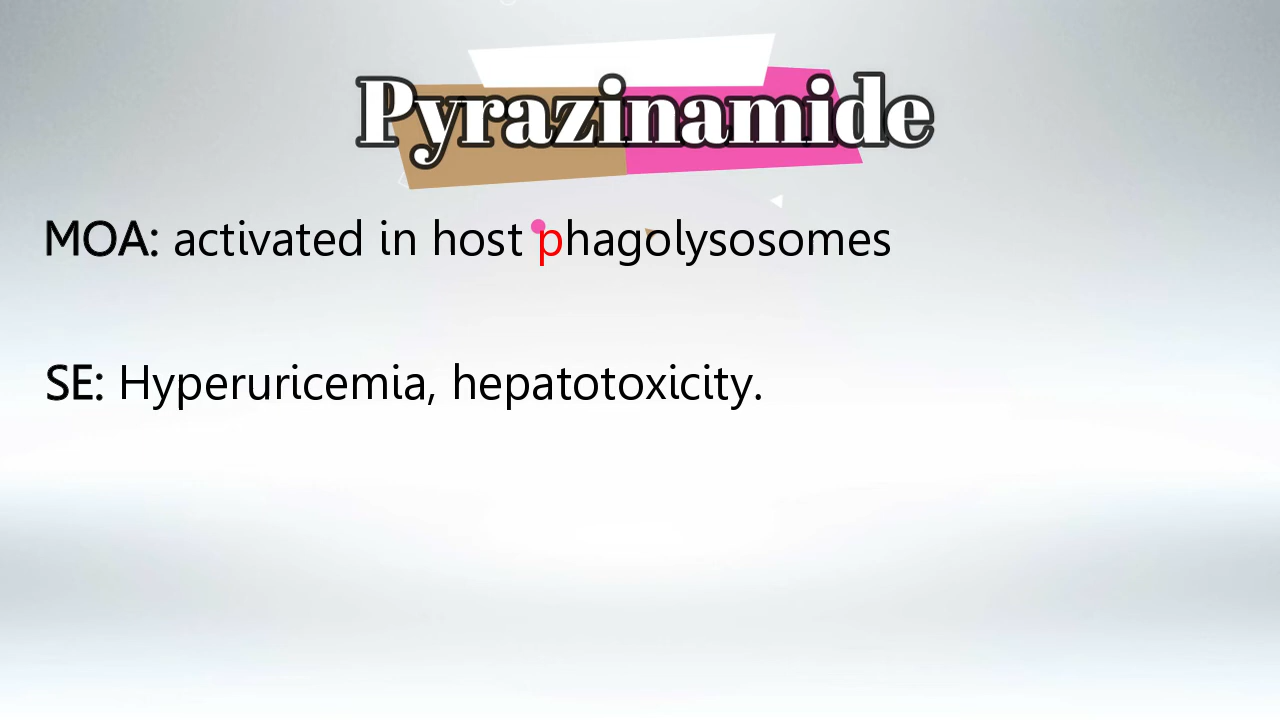 Pyrazinamide
MOA: activated in host phagolysosomes
SE: Hyperuricemia, hepatotoxicity.